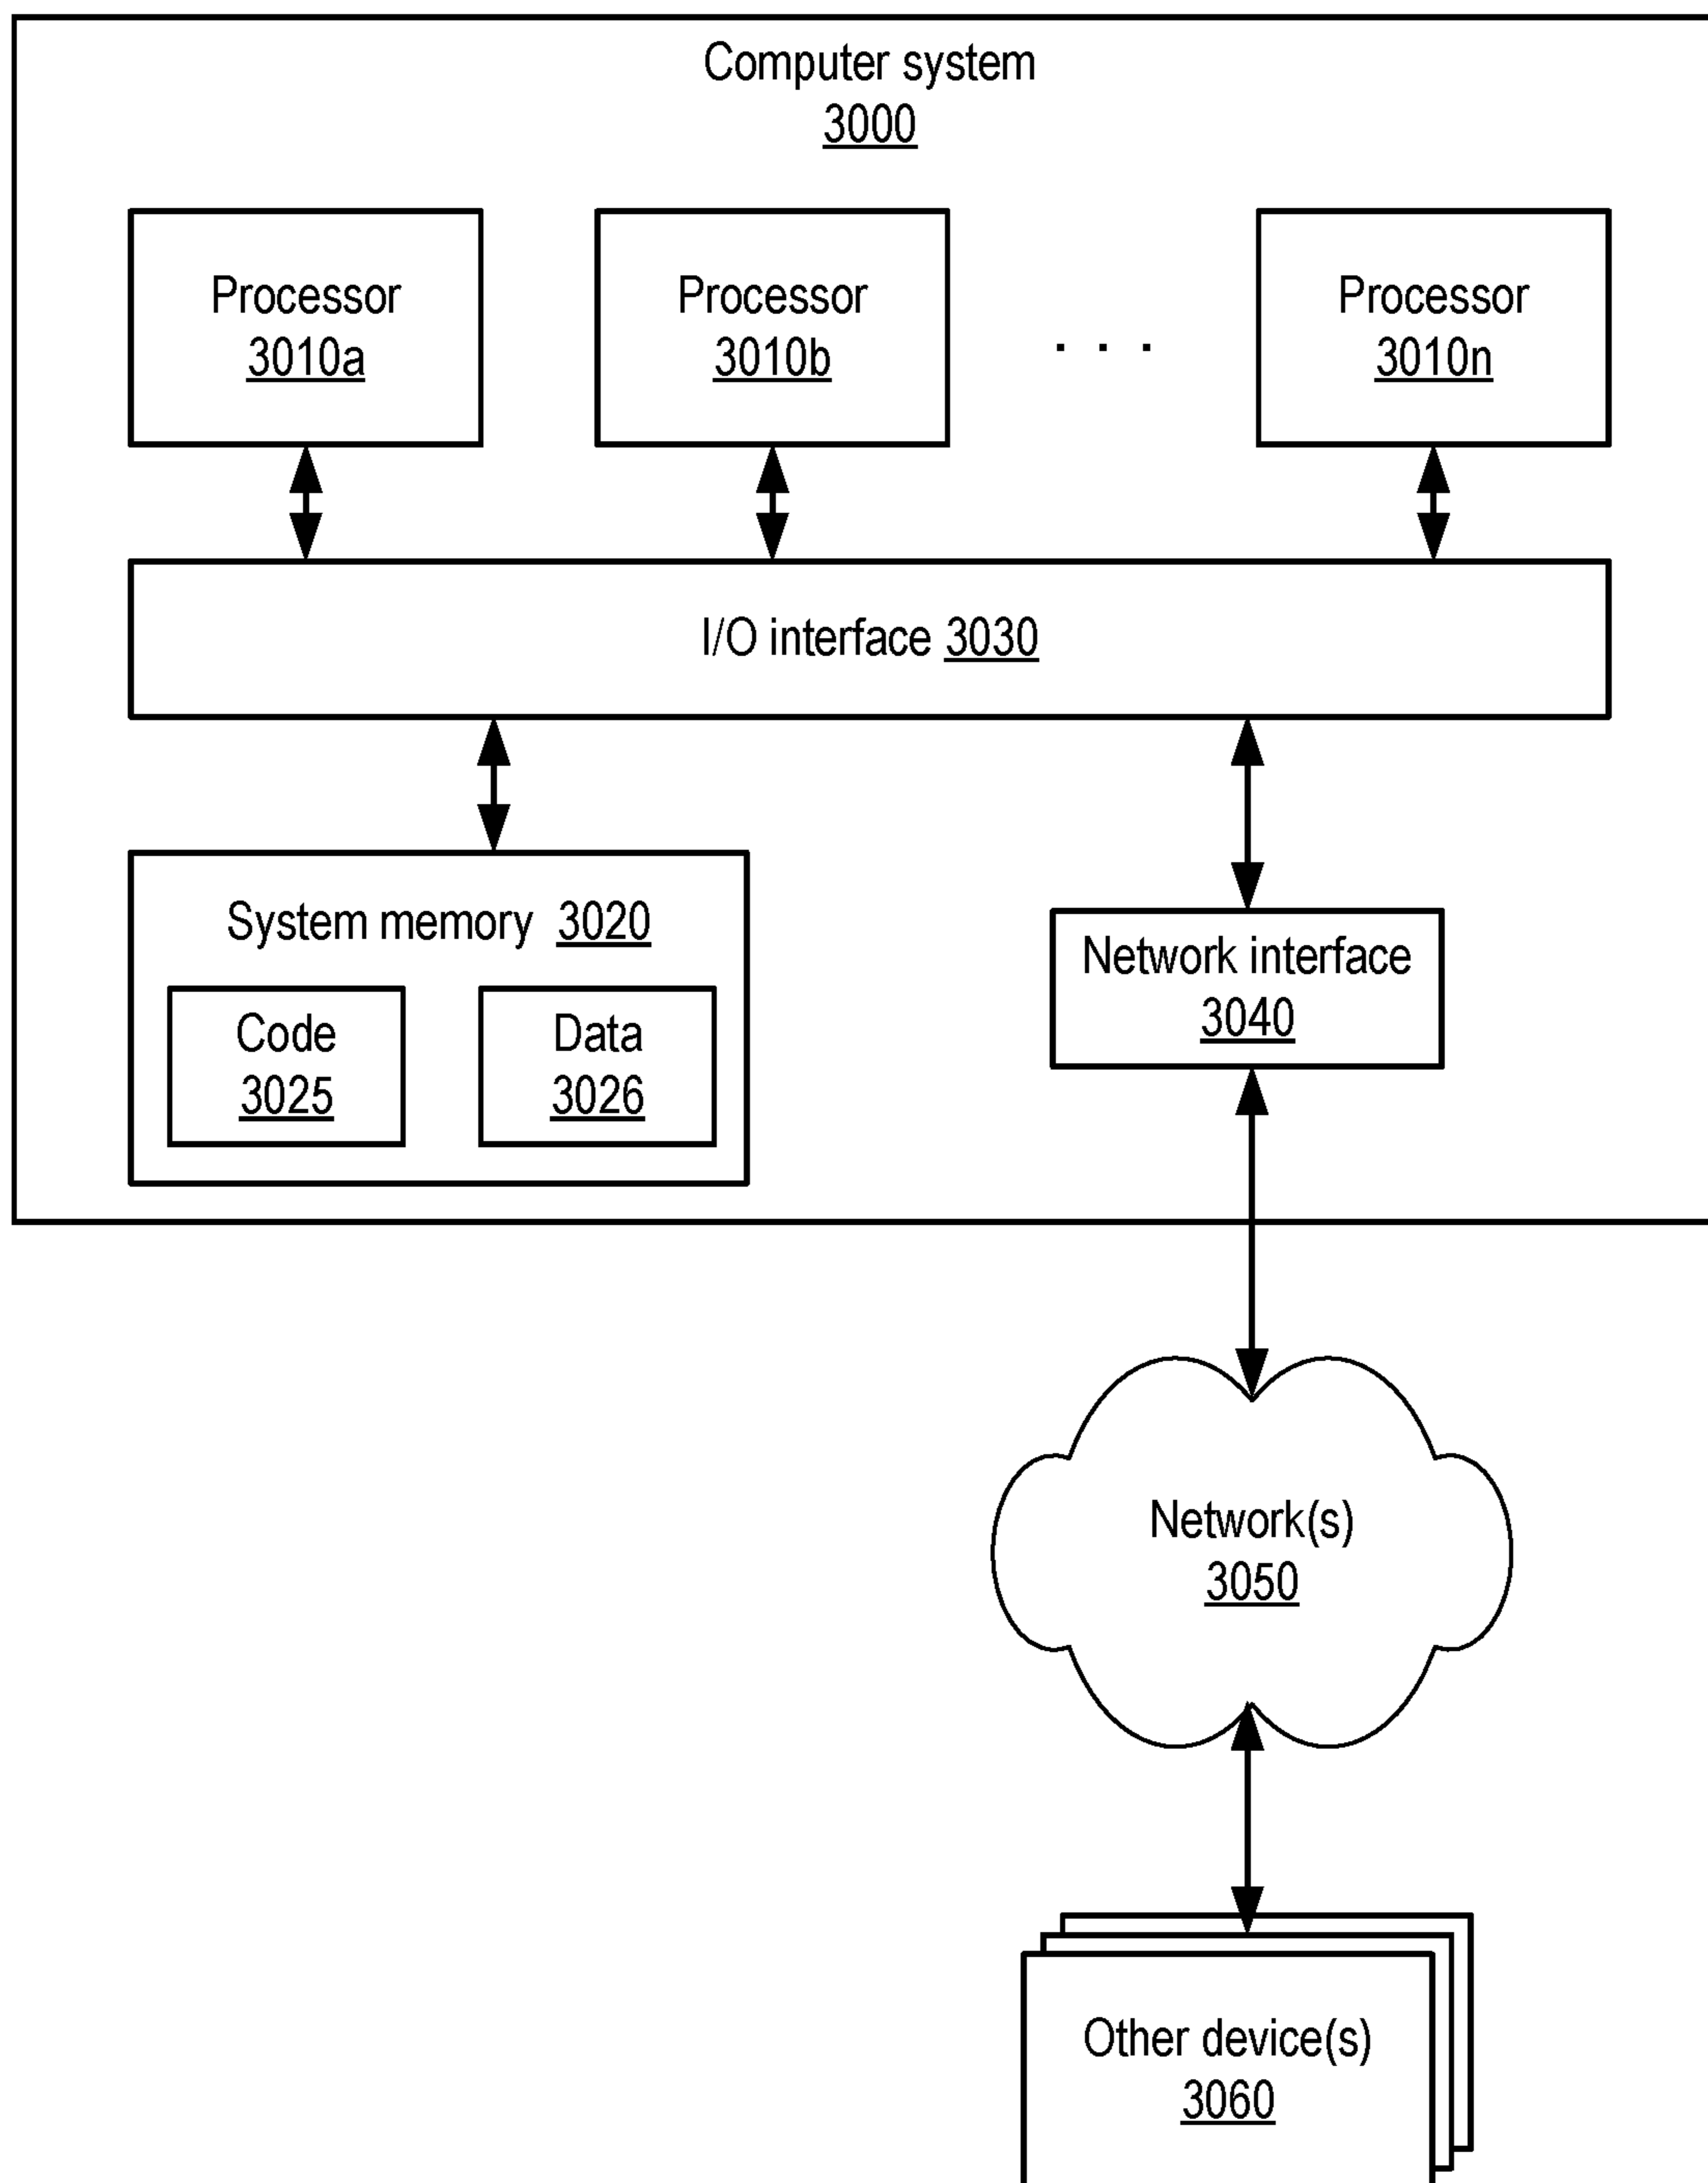 Computer system
3000
Processor
3010a
Processor
3010b
. . .
Processor
3010n
I/O interface 3030
System memory 3020
Code
3025
Data
3026
Network interface
3040
Network(s)
3050
Other device(s)
3060